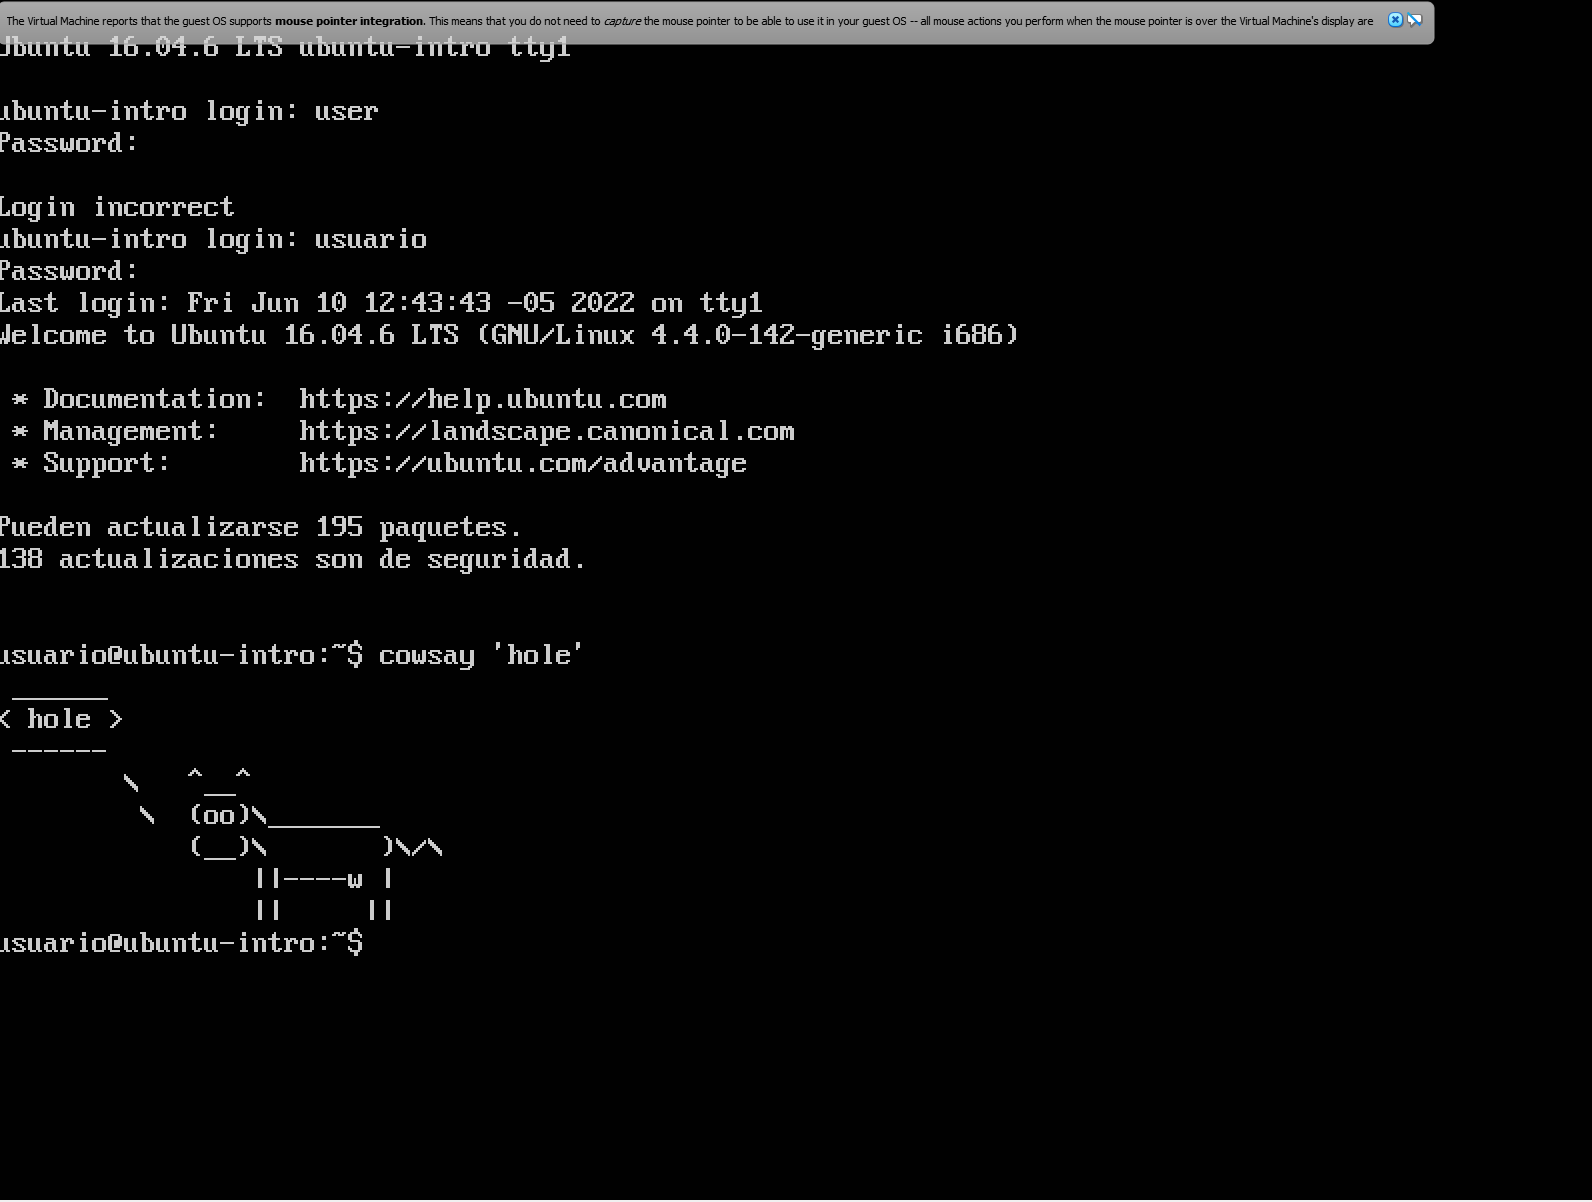 The Virtual Machine reports that the guest OS supports mouse pointer integration. This means that you do not need to capture the mouse pointer to be able to use it in your guest OS -- all mouse actions you perform when the mouse pointer is over the Virtual Machine's display are
Ubuntu 16.04.6 LTS ubuntu-intro tty1
ubuntu-intro login: user
Password:
Login incorrect
ubuntu-intro login: usuario
Password:
Last login: Fri Jun 10 12:43:43 -05 2022 on tty1
Welcome to Ubuntu 16.04.6 LTS (GNU/Linux 4.4.0-142-generic i686)
 * Documentation:  https://help.ubuntu.com
 * Management:     https://landscape.canonical.com
 * Support:        https://ubuntu.com/advantage
Pueden actualizarse 195 paquetes.
138 actualizaciones son de seguridad.
usuario@ubuntu-intro:~$ cowsay 'hole'
 ______
< hole >
 ------
        \   ^__^
         \  (oo)\_______
            (__)\       )\/\
                ||----w |
                ||     ||
usuario@ubuntu-intro:~$